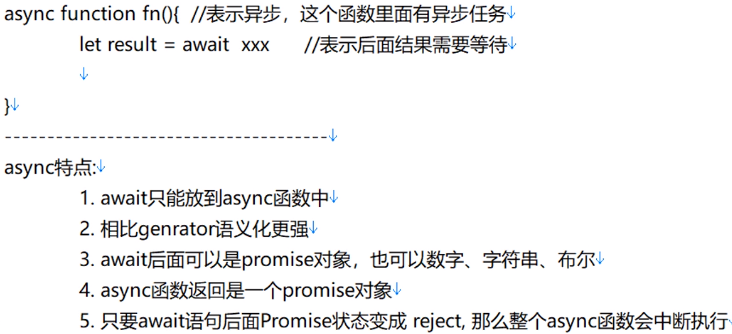 async function fn(){  //表示异步，这个函数里面有异步任务↓
let result = await  xxx      //表示后面结果需要等待↓
↓
}↓
--------------------------------------↓
async特点:↓
1. await只能放到async函数中↓
2. 相比genrator语义化更强↓
3. await后面可以是promise对象，也可以数字、字符串、布尔↓
4. async函数返回是一个promise对象↓
5. 只要await语句后面Promise状态变成 reject, 那么整个async函数会中断执行↓